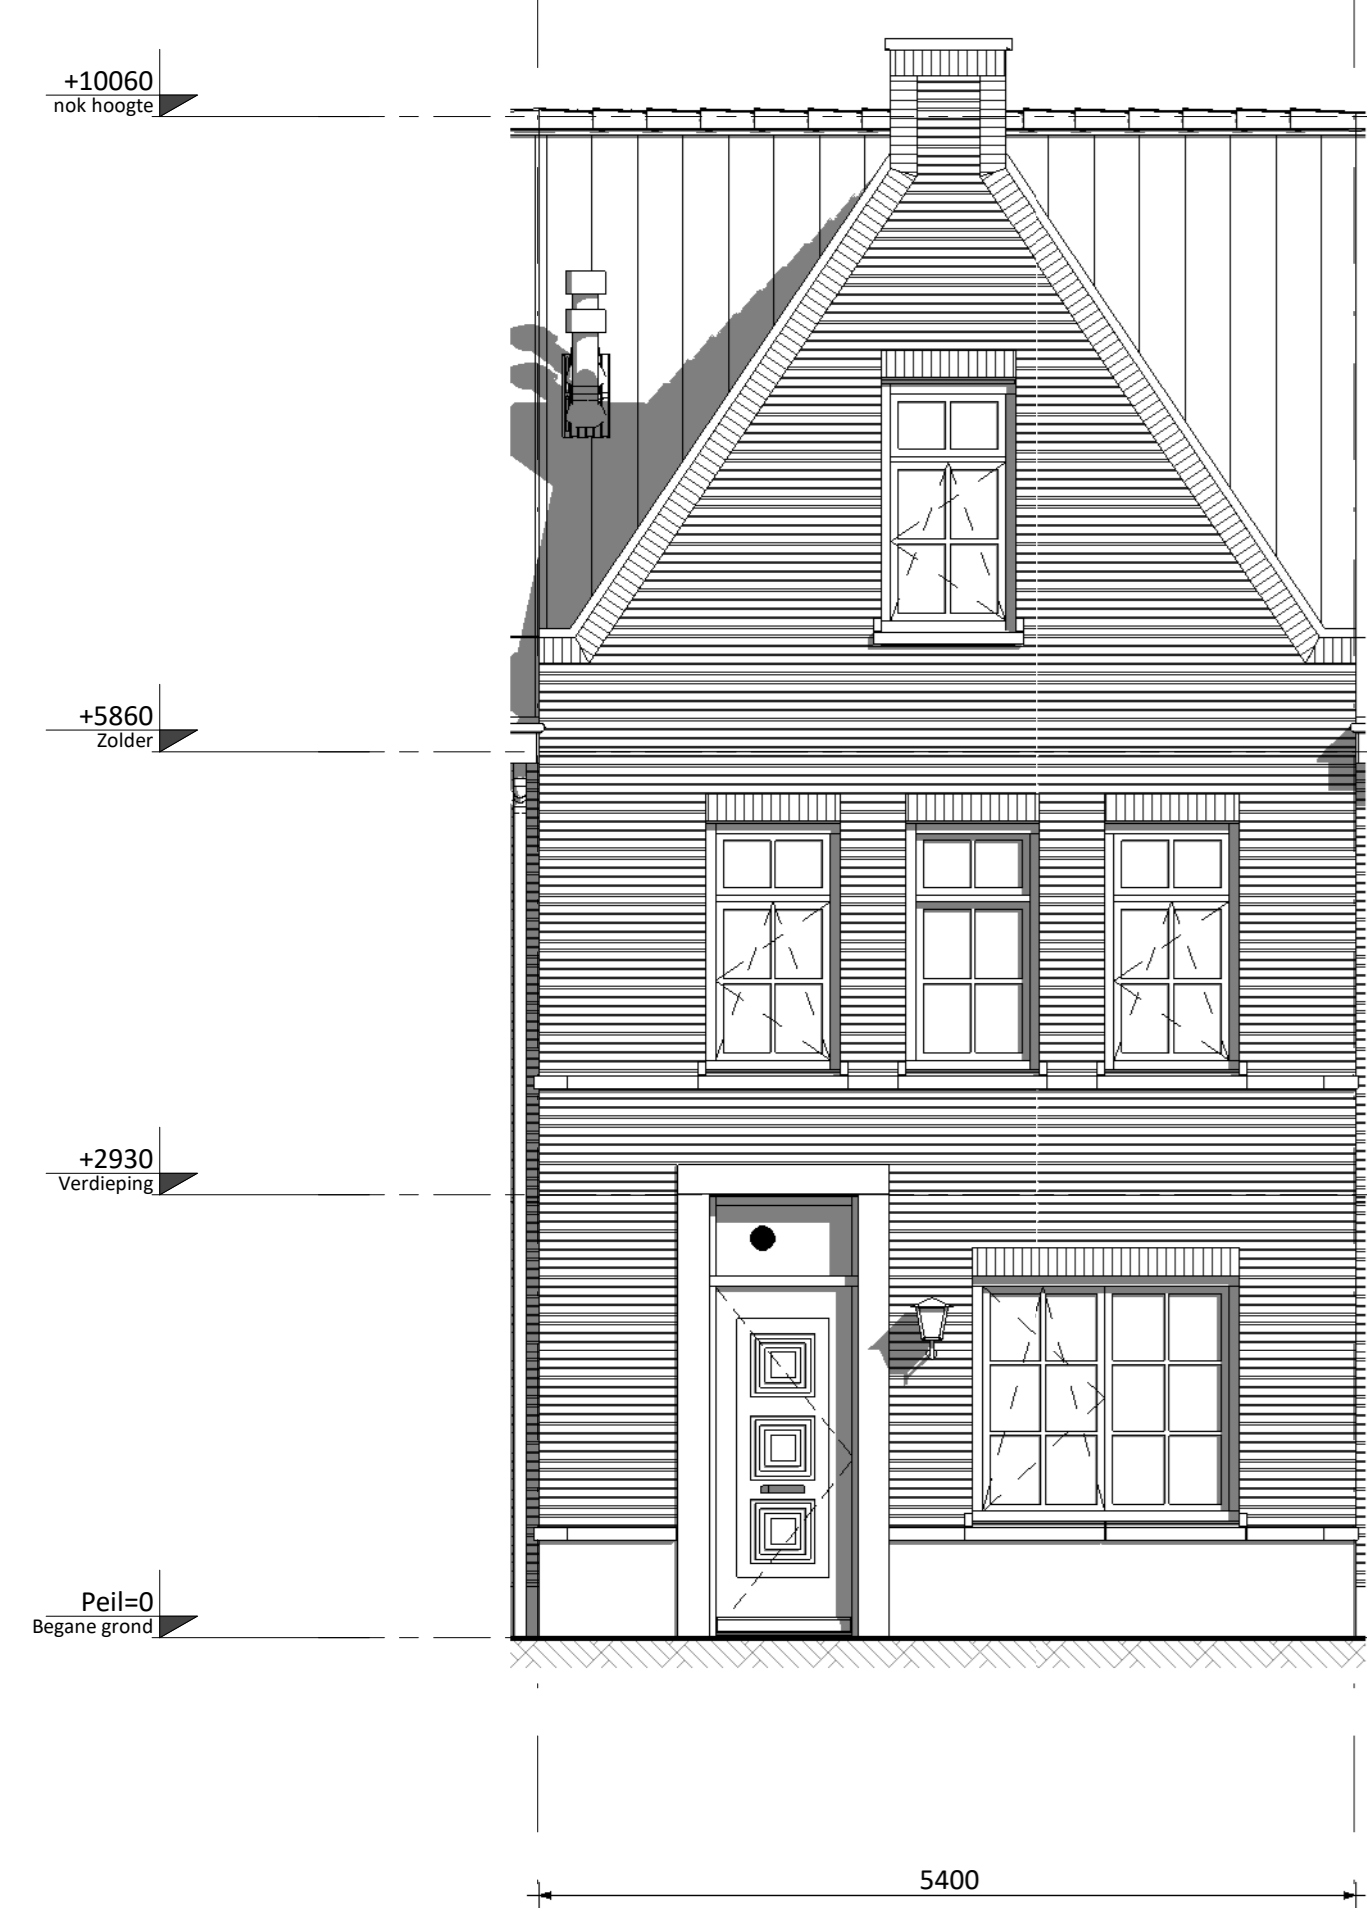 +10060
nok hoogte
+5860
Zolder
+2930
Verdieping
Peil=0
Begane grond
5400